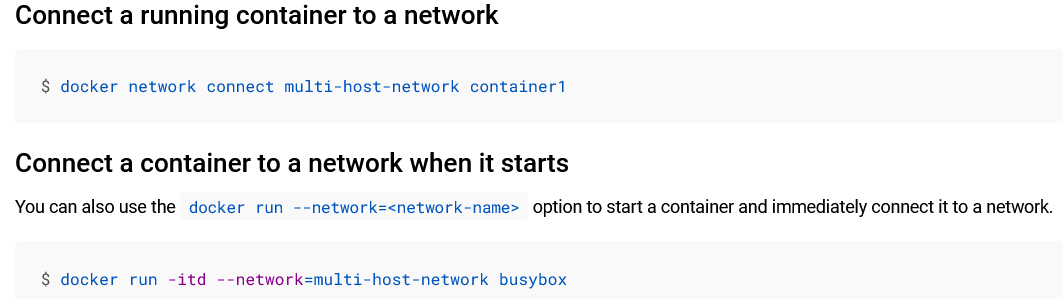 Connect a running container to a network
$ docker network connect multi-host-network container1
Connect a container to a network when it starts
You can also use the docker run --network=<network-name> option to start a container and immediately connect it to a network.
$ docker run -itd --network=multi-host-network busybox